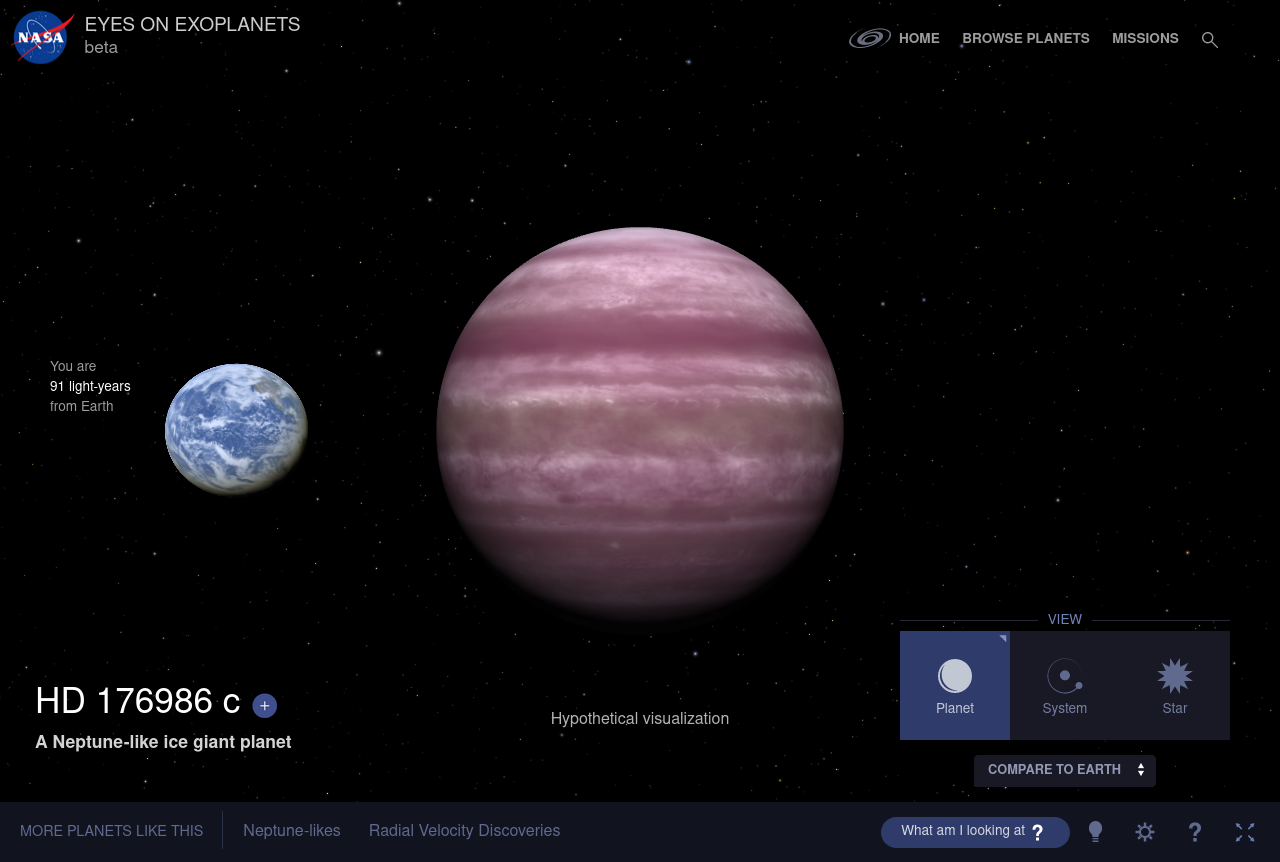 NASA
EYES ON EXOPLANETS
beta
HOME
BROWSE PLANETS
MISSIONS
You are
91 light-years
from Earth
HD 176986 c +
A Neptune-like ice giant planet
Hypothetical visualization
VIEW
Planet
System
Star
COMPARE TO EARTH
MORE PLANETS LIKE THIS
Neptune-likes
Radial Velocity Discoveries
What am I looking at ?
?